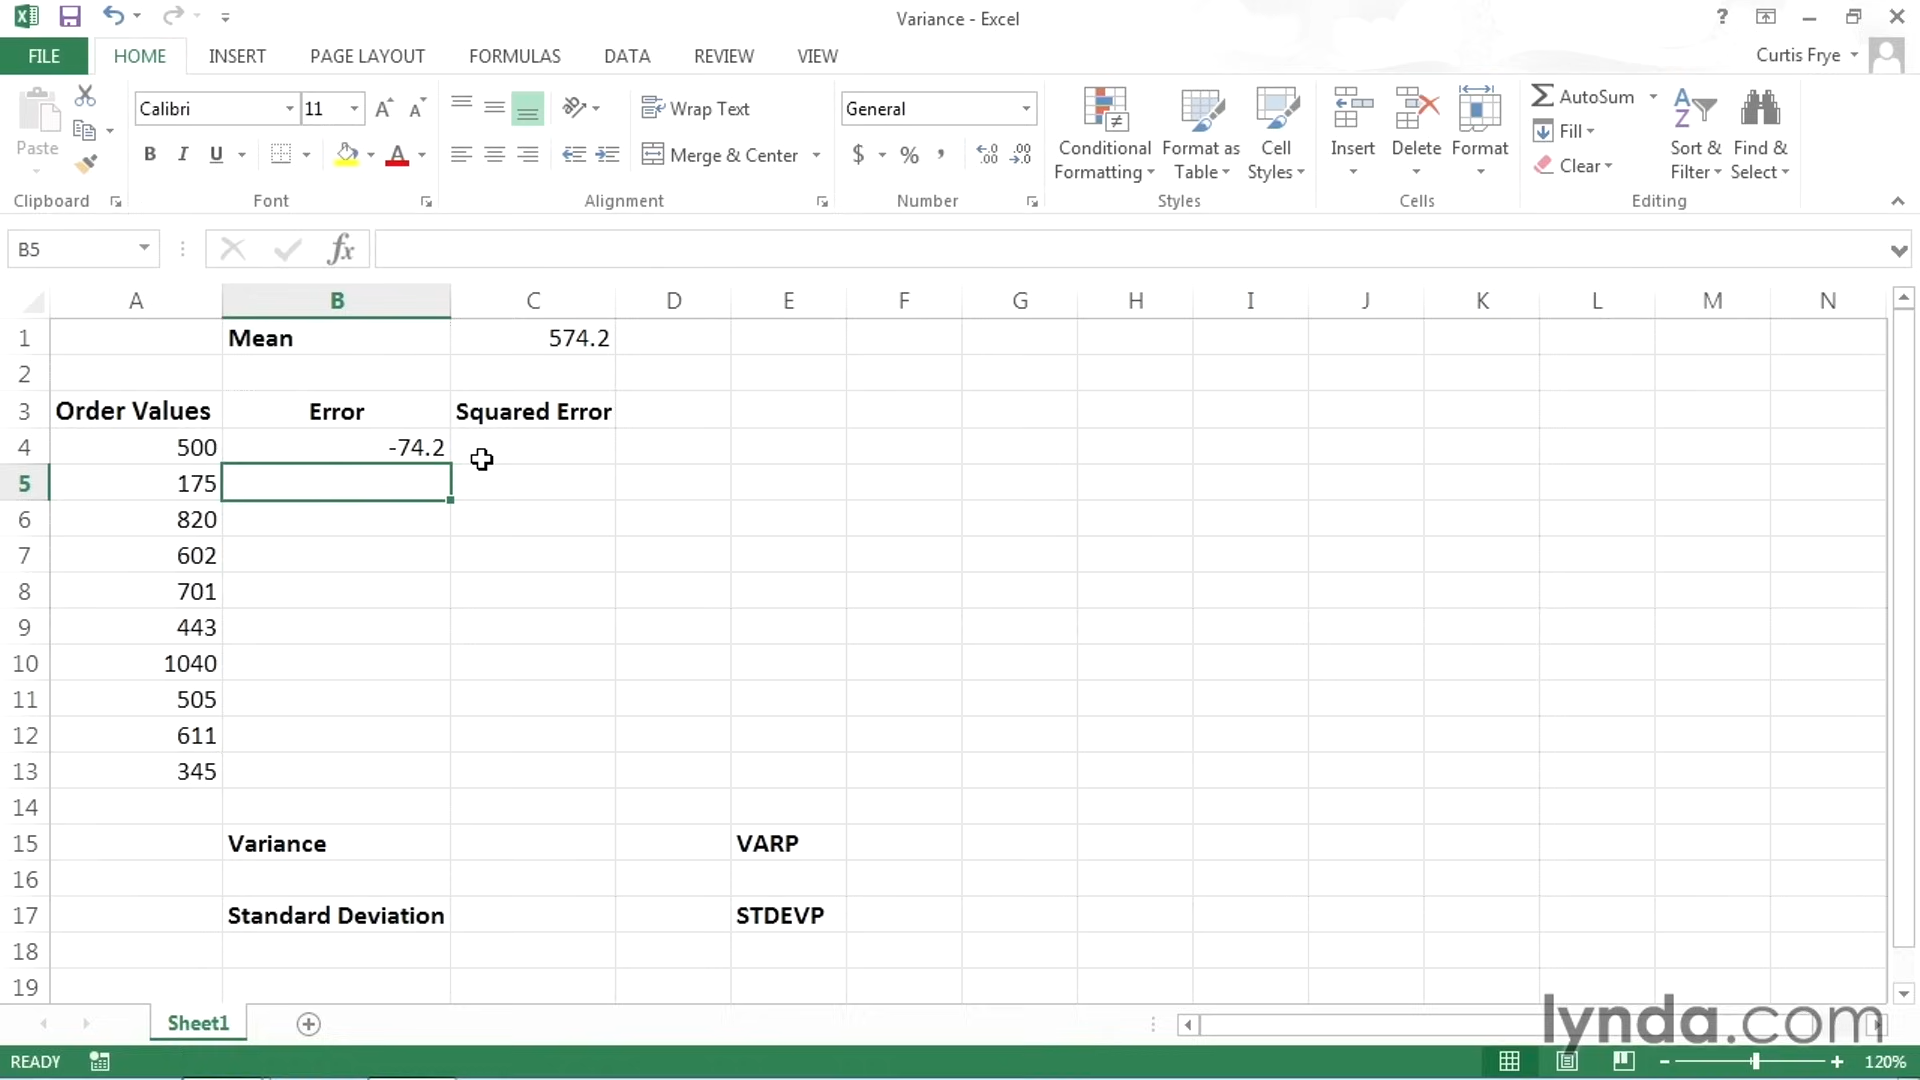 Variance - Excel
?
FILE HOME INSERT PAGE LAYOUT FORMULAS DATA REVIEW VIEW Curtis Frye
Paste
Calibri 11
Wrap Text
General
Conditional Formatting
Format as Table
Cell Styles
Insert
Delete
Format
AutoSum
Fill
Clear
Sort & Filter
Find & Select
B I U A
Merge & Center
$ % ,
Clipboard Font Alignment Number Styles Cells Editing
B5 fx
A B C D E F G H I J K L M N
1 Mean 574.2
2
3 Order Values Error Squared Error
4 500 -74.2
5 175
6 820
7 602
8 701
9 443
10 1040
11 505
12 611
13 345
14
15 Variance VARP
16
17 Standard Deviation STDEVP
18
19
Sheet1
lynda.com
READY 120%